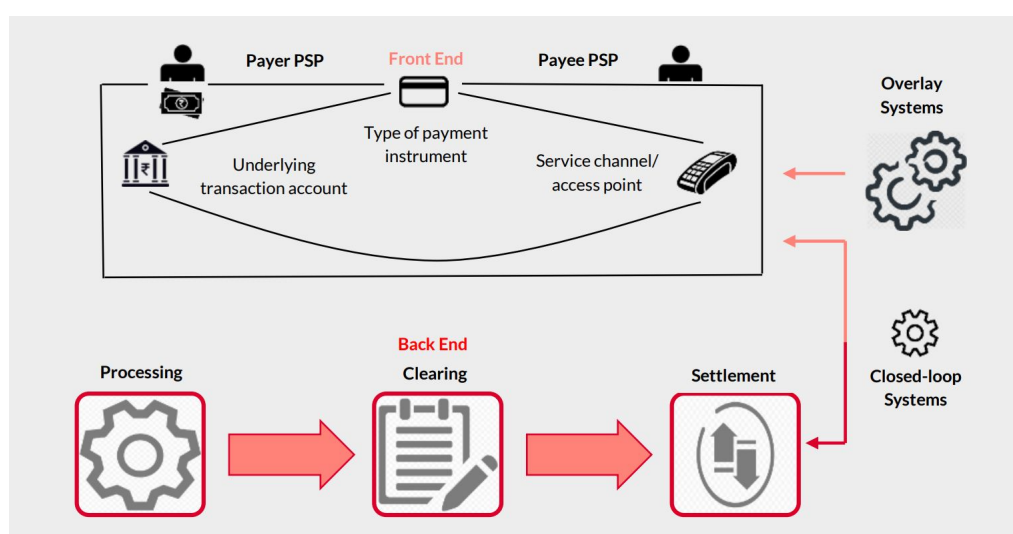 Payer PSP
Front End
Payee PSP
Overlay
Systems
₹
Type of payment
instrument
₹
Underlying
transaction account
Service channel/
access point
Back End
Processing
Clearing
Settlement
Closed-loop
Systems